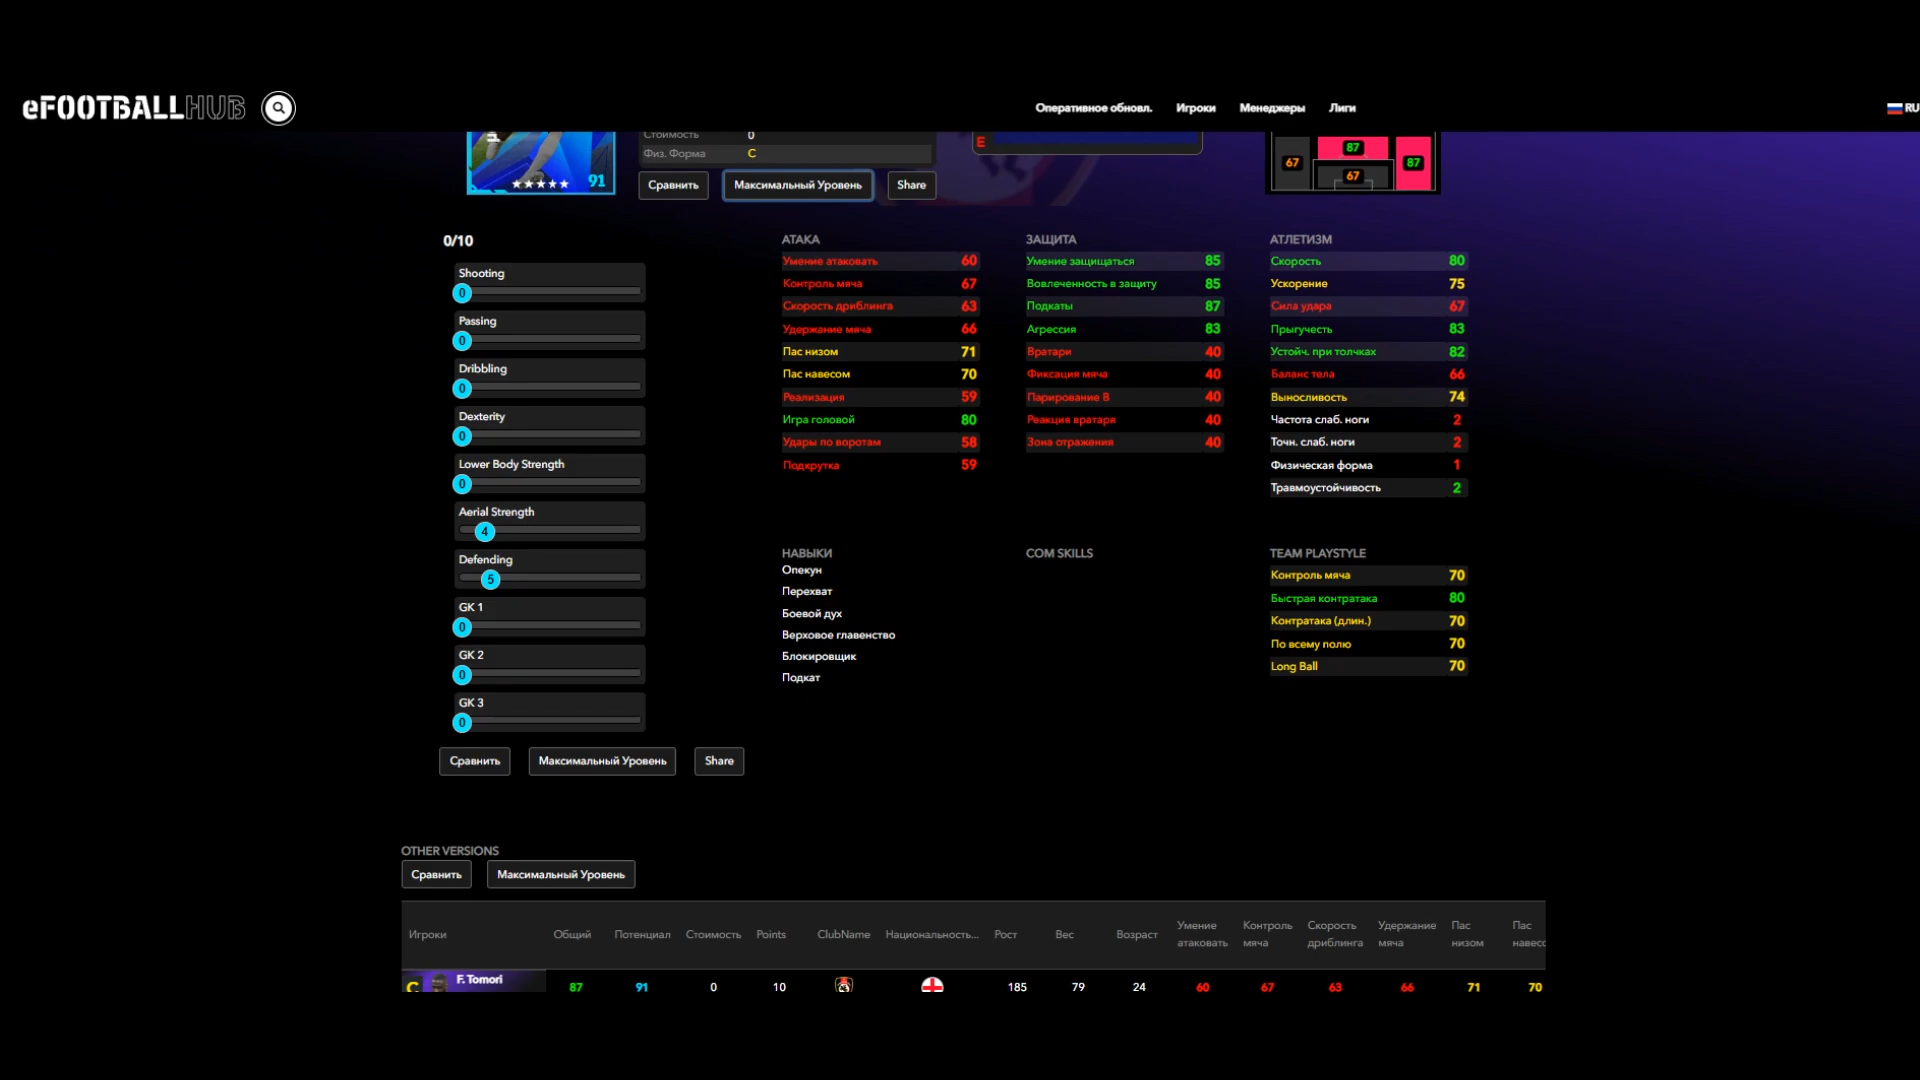 eFOOTBALLHUB
Оперативное обновл. Игроки Менеджеры Лиги RU
Стоимость 0
Физ. Форма C
E
91
87
67 87
67
Сравнить Максимальный Уровень Share
0/10
Shooting
0
Passing
0
Dribbling
0
Dexterity
0
Lower Body Strength
0
Aerial Strength
4
Defending
5
GK 1
0
GK 2
0
GK 3
0
Сравнить Максимальный Уровень Share
АТАКА
Умение атаковать 60
Контроль мяча 67
Скорость дриблинга 63
Удержание мяча 66
Пас низом 71
Пас навесом 70
Реализация 59
Игра головой 80
Удары по воротам 58
Подкрутка 59
ЗАЩИТА
Умение защищаться 85
Вовлеченность в защиту 85
Подкаты 87
Агрессия 83
Вратари 40
Фиксация мяча 40
Парирование В 40
Реакция вратаря 40
Зона отражения 40
АТЛЕТИЗМ
Скорость 80
Ускорение 75
Сила удара 67
Прыгучесть 83
Устойч. при толчках 82
Баланс тела 66
Выносливость 74
Частота слаб. ноги 2
Точн. слаб. ноги 2
Физическая форма 1
Травмоустойчивость 2
НАВЫКИ
Опекун
Перехват
Боевой дух
Верховое главенство
Блокировщик
Подкат
COM SKILLS
TEAM PLAYSTYLE
Контроль мяча 70
Быстрая контратака 80
Контратака (длин.) 70
По всему полю 70
Long Ball 70
OTHER VERSIONS
Сравнить Максимальный Уровень
Игроки Общий Потенциал Стоимость Points ClubName Национальность... Рост Вес Возраст Умение атаковать Контроль мяча Скорость дриблинга Удержание мяча Пас низом Пас навесо
C F. Tomori 87 91 0 10 185 79 24 60 67 63 66 71 70